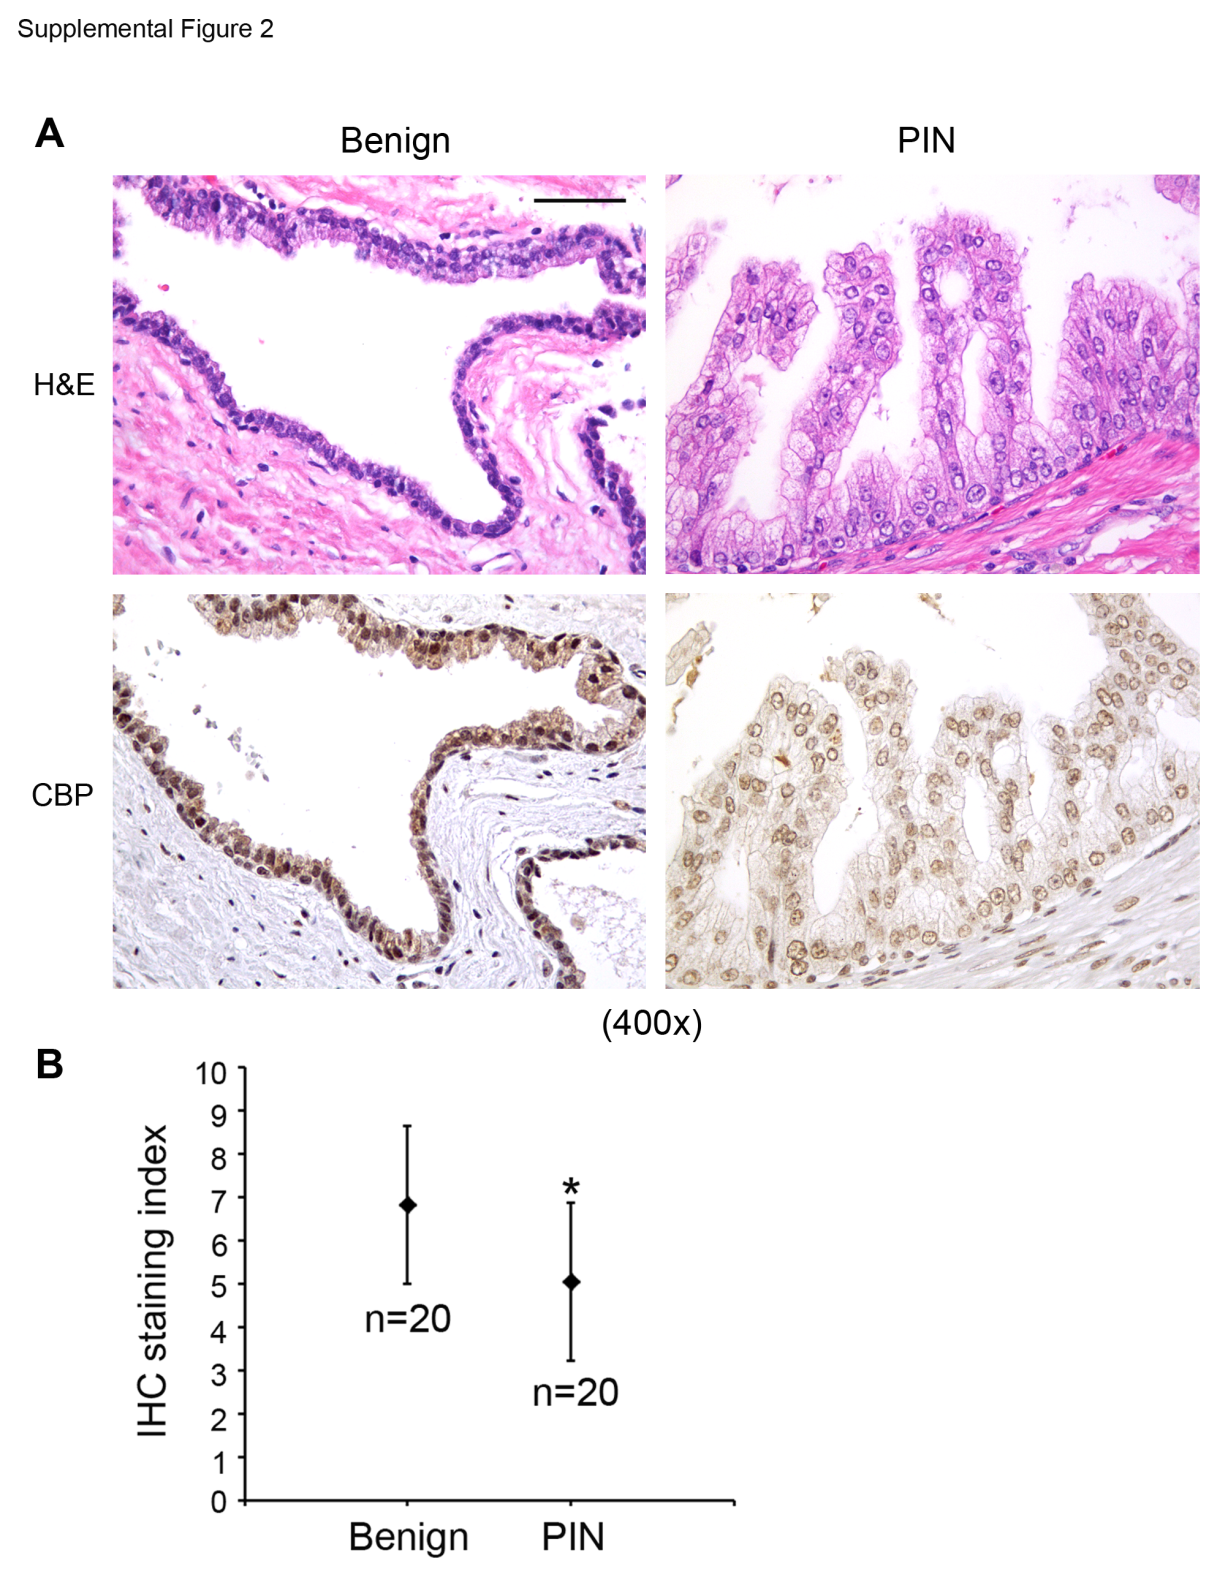 Supplemental Figure 2
A
Benign
PIN
H&E
CBP
(400x)
B
IHC staining index
10
9
8
7
6
5
4
3
2
1
0
*
n=20
n=20
Benign
PIN